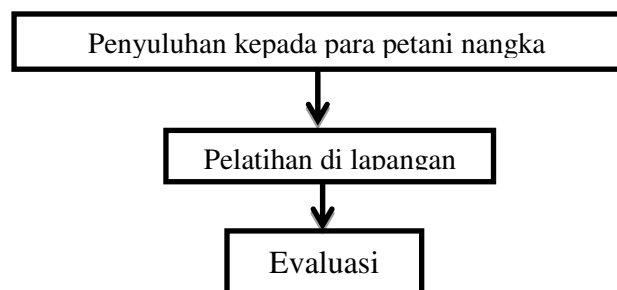 Penyuluhan kepada para petani nangka
Pelatihan di lapangan
Evaluasi